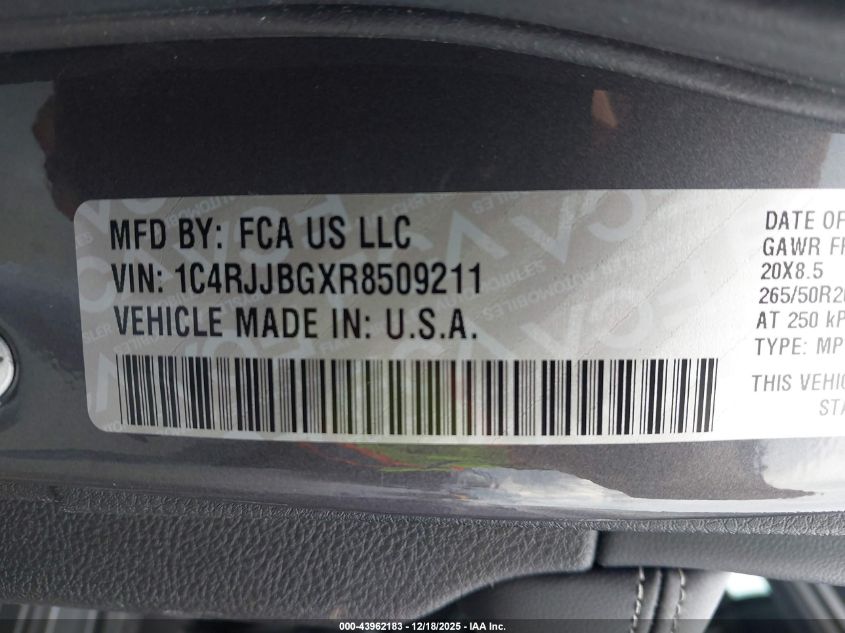 MFD BY: FCA US LLC
VIN: 1C4RJJBGXR8509211
VEHICLE MADE IN: U.S.A.
DATE OF
GAWR FR
20X8.5
265/50R20
AT 250 kP
TYPE: MP
THIS VEHIC
STA
000-43962183 - 12/18/2025 - IAA Inc.